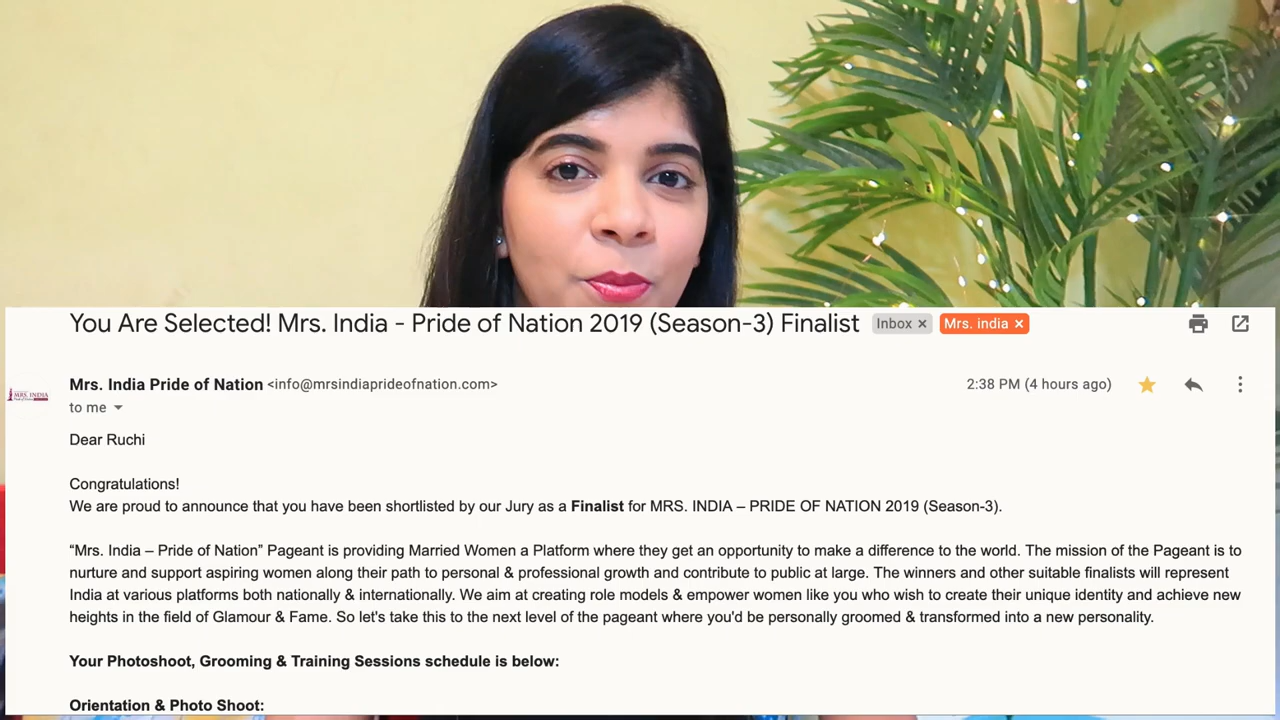 You Are Selected! Mrs. India - Pride of Nation 2019 (Season-3) Finalist Inbox × Mrs. india ×
Mrs. India Pride of Nation <info@mrsindiaprideofnation.com> 2:38 PM (4 hours ago)
MRS. INDIA
to me
Dear Ruchi
Congratulations!
We are proud to announce that you have been shortlisted by our Jury as a Finalist for MRS. INDIA – PRIDE OF NATION 2019 (Season-3).
“Mrs. India – Pride of Nation” Pageant is providing Married Women a Platform where they get an opportunity to make a difference to the world. The mission of the Pageant is to
nurture and support aspiring women along their path to personal & professional growth and contribute to public at large. The winners and other suitable finalists will represent
India at various platforms both nationally & internationally. We aim at creating role models & empower women like you who wish to create their unique identity and achieve new
heights in the field of Glamour & Fame. So let's take this to the next level of the pageant where you'd be personally groomed & transformed into a new personality.
Your Photoshoot, Grooming & Training Sessions schedule is below:
Orientation & Photo Shoot: